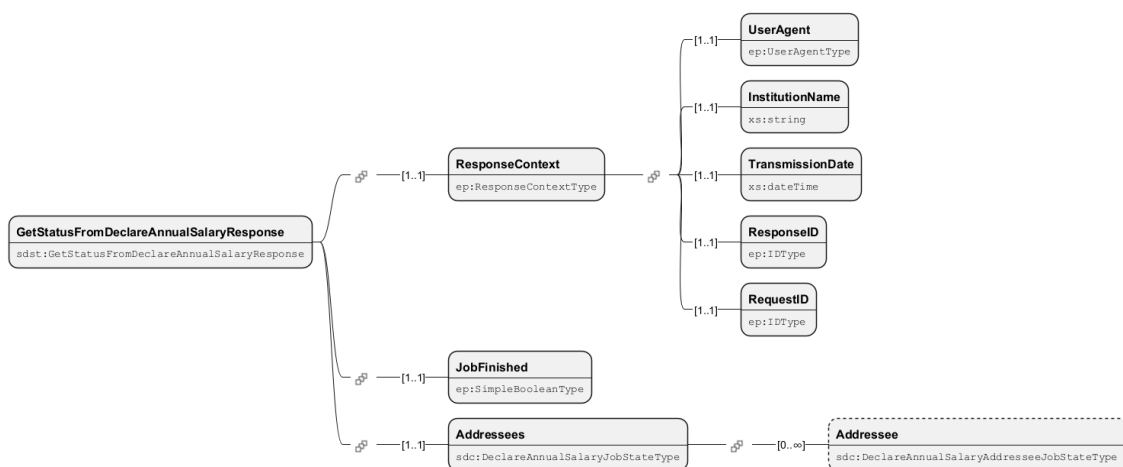 UserAgent
[1..1]
ep:UserAgentType
InstitutionName
[1..1]
xs:string
ResponseContext
[1..1]
ep:ResponseContextType
TransmissionDate
[1..1]
xs:dateTime
GetStatusFromDeclareAnnualSalaryResponse
sdst:GetStatusFromDeclareAnnualSalaryResponse
ResponseID
[1..1]
ep:IDType
RequestID
[1..1]
ep:IDType
JobFinished
[1..1]
ep:SimpleBooleanType
Addressees
[1..1]
sdc:DeclareAnnualSalaryJobStateType
Addressee
[0..∞]
sdc:DeclareAnnualSalaryAddresseeJobStateType